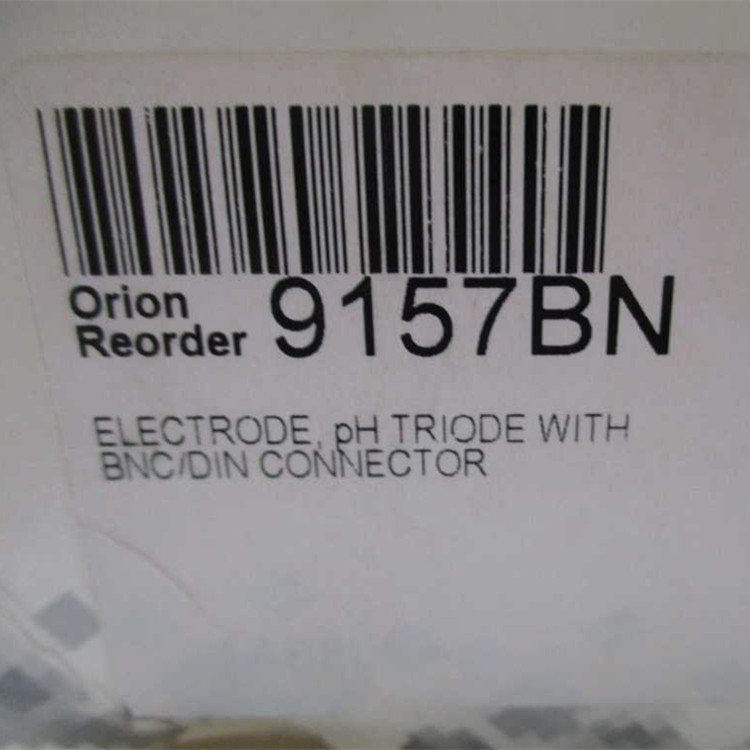 Orion
Reorder 9157BN
ELECTRODE, pH TRIODE WITH
BNC/DIN CONNECTOR